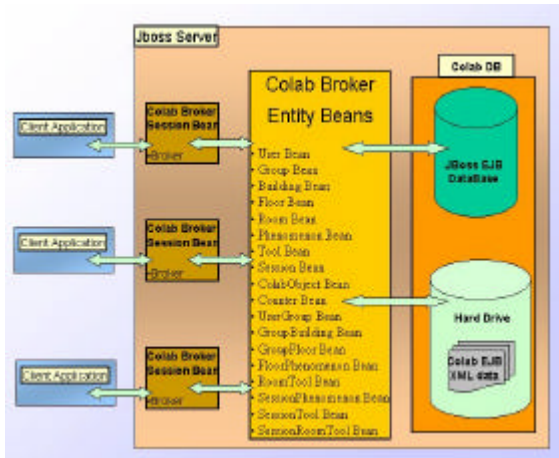 Jboss Server
Colab DB
Colab Broker
Entity Beans
Client Application
Colab Broker
Session Bean
-Broker
Client Application
Colab Broker
Session Bean
-Broker
Client Application
Colab Broker
Session Bean
-Broker
• User Bean
• Group Bean
• Building Bean
• Floor Bean
• Room Bean
• Phenomenon Bean
• Tool Bean
• Session Bean
• ColabObject Bean
• Counter Bean
• UserGroup Bean
• GroupBuilding Bean
• GroupFloor Bean
• FloorPhenomenon Bean
• RoomTool Bean
• SessionPhenomenon Bean
• SessionTool Bean
• SessionRoomTool Bean
JBoss EJB
DataBase
Hard Drive
Colab EJB
XML data